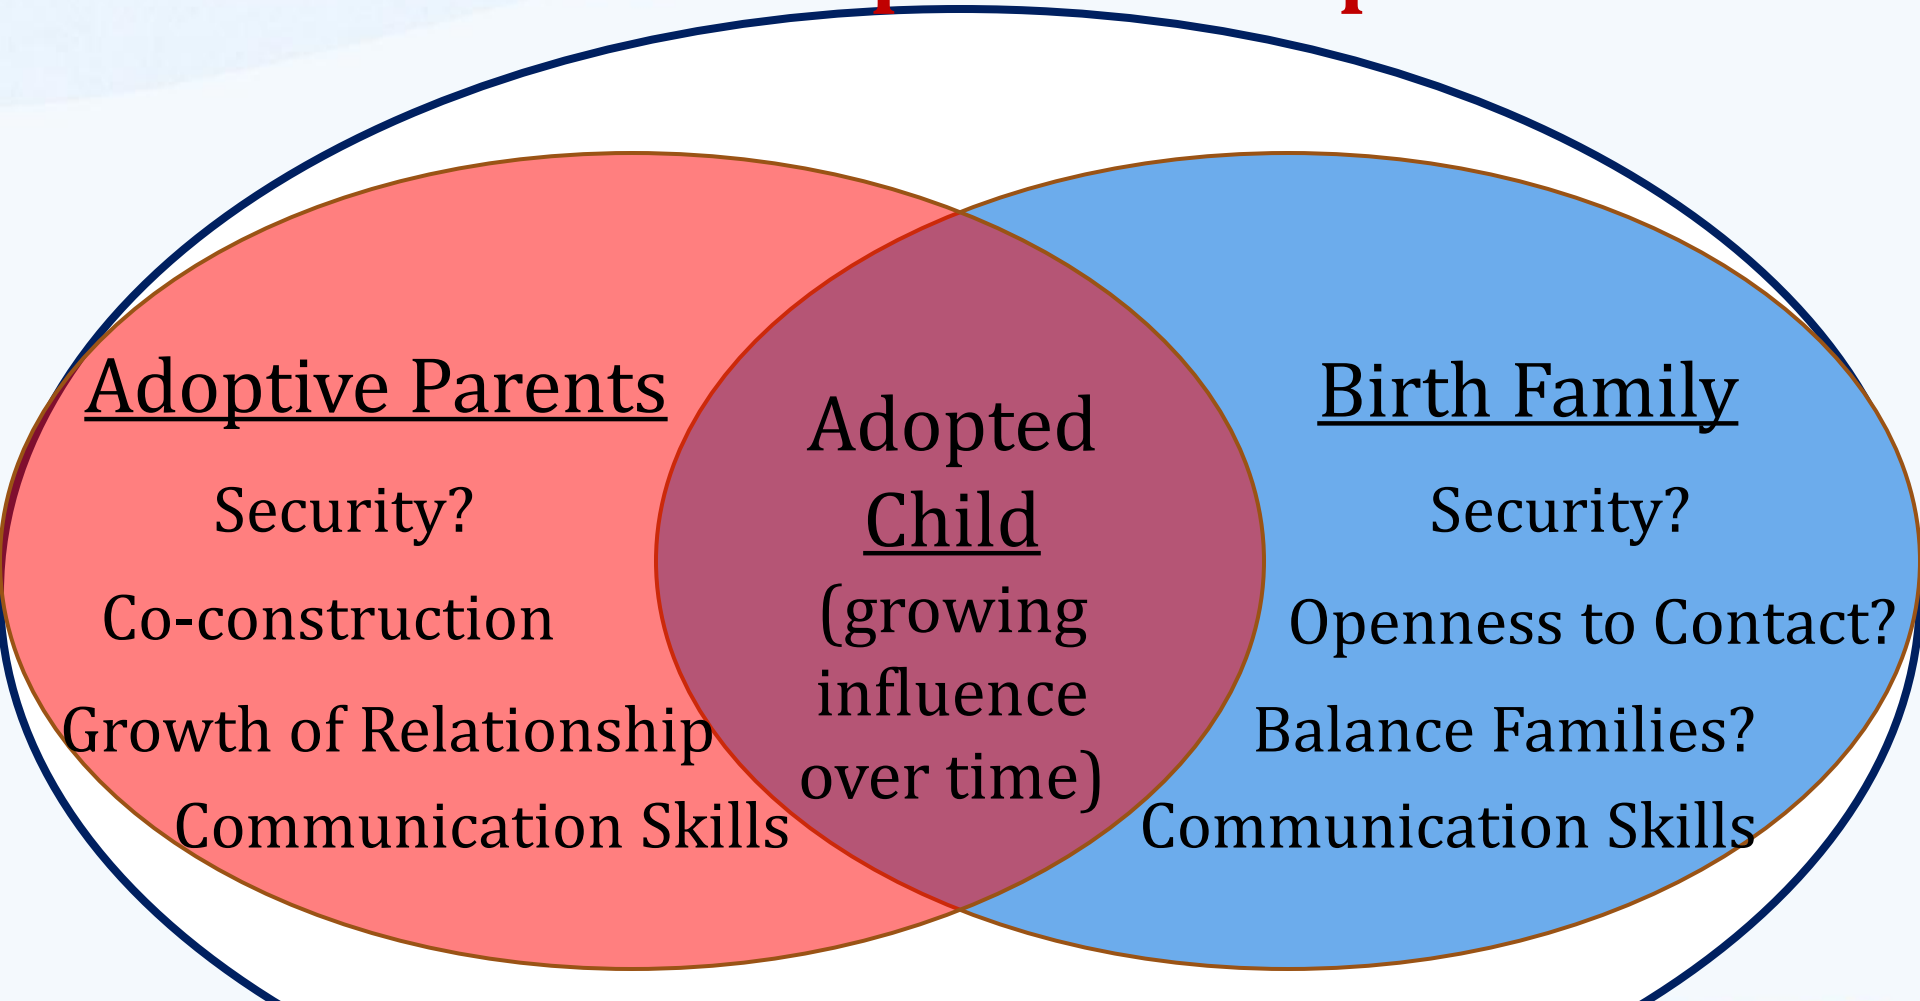 Adoptive Parents
Security?
Co-construction
Growth of Relationship
Communication Skills
Adopted
Child
(growing
influence
over time)
Birth Family
Security?
Openness to Contact?
Balance Families?
Communication Skills